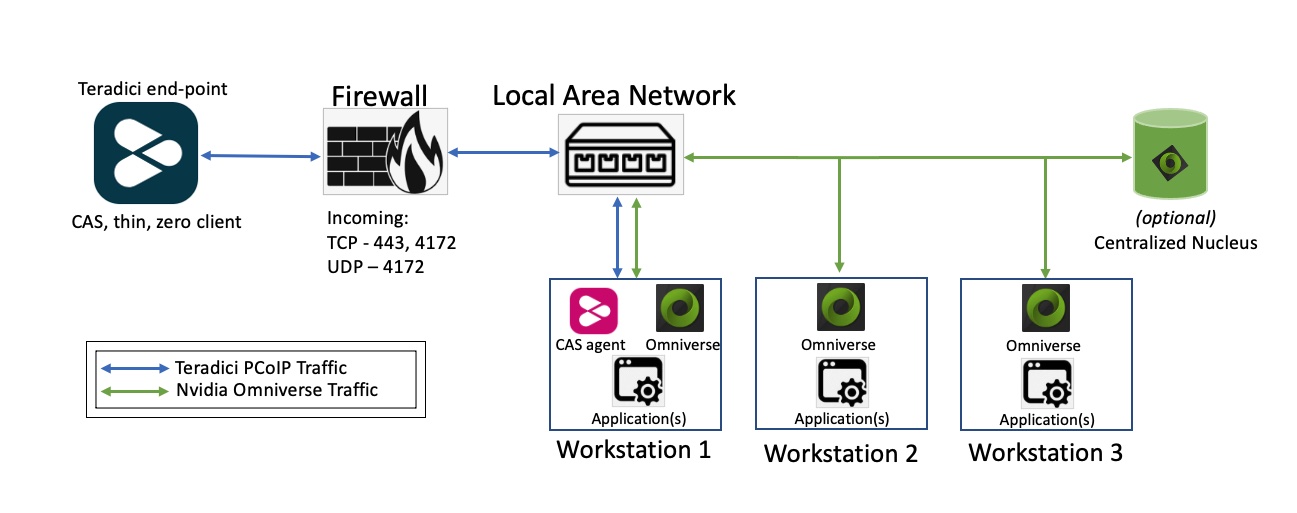 Teradici end-point
Firewall
Local Area Network
CAS, thin, zero client
Incoming:
TCP - 443, 4172
UDP – 4172
(optional)
Centralized Nucleus
Teradici PCoIP Traffic
Nvidia Omniverse Traffic
CAS agent
Omniverse
Application(s)
Workstation 1
Omniverse
Application(s)
Workstation 2
Omniverse
Application(s)
Workstation 3